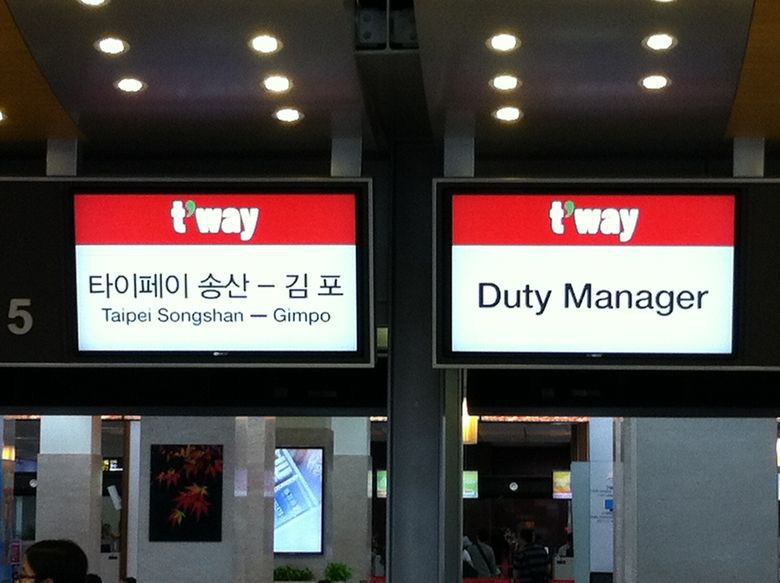 t'way
타이페이 송산 – 김 포
Taipei Songshan — Gimpo
5
t'way
Duty Manager